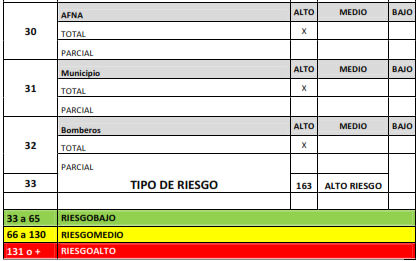 AFNA ALTO MEDIO BAJO
30 TOTAL X
PARCIAL
Municipio ALTO MEDIO BAJO
31 TOTAL X
PARCIAL
Bomberos ALTO MEDIO BAJO
32 TOTAL X
PARCIAL
33 TIPO DE RIESGO 163 ALTO RIESGO
33 a 65 RIESGOBAJO
66 a 130 RIESGOMEDIO
131 o + RIESGOALTO